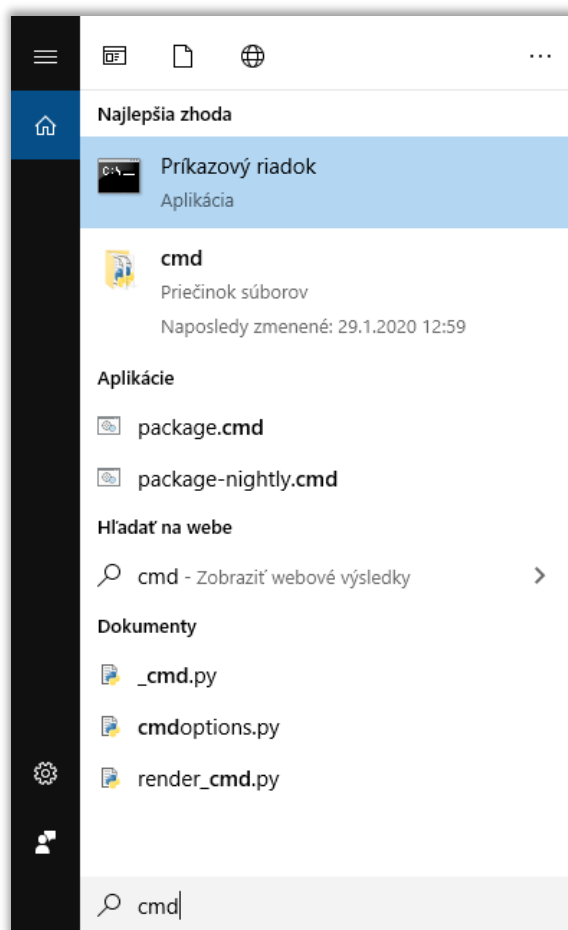 Najlepšia zhoda
C:\
Príkazový riadok
Aplikácia
cmd
Priečinok súborov
Naposledy zmenené: 29.1.2020 12:59
Aplikácie
package.cmd
package-nightly.cmd
Hľadať na webe
cmd - Zobraziť webové výsledky
Dokumenty
_cmd.py
cmdoptions.py
render_cmd.py
cmd